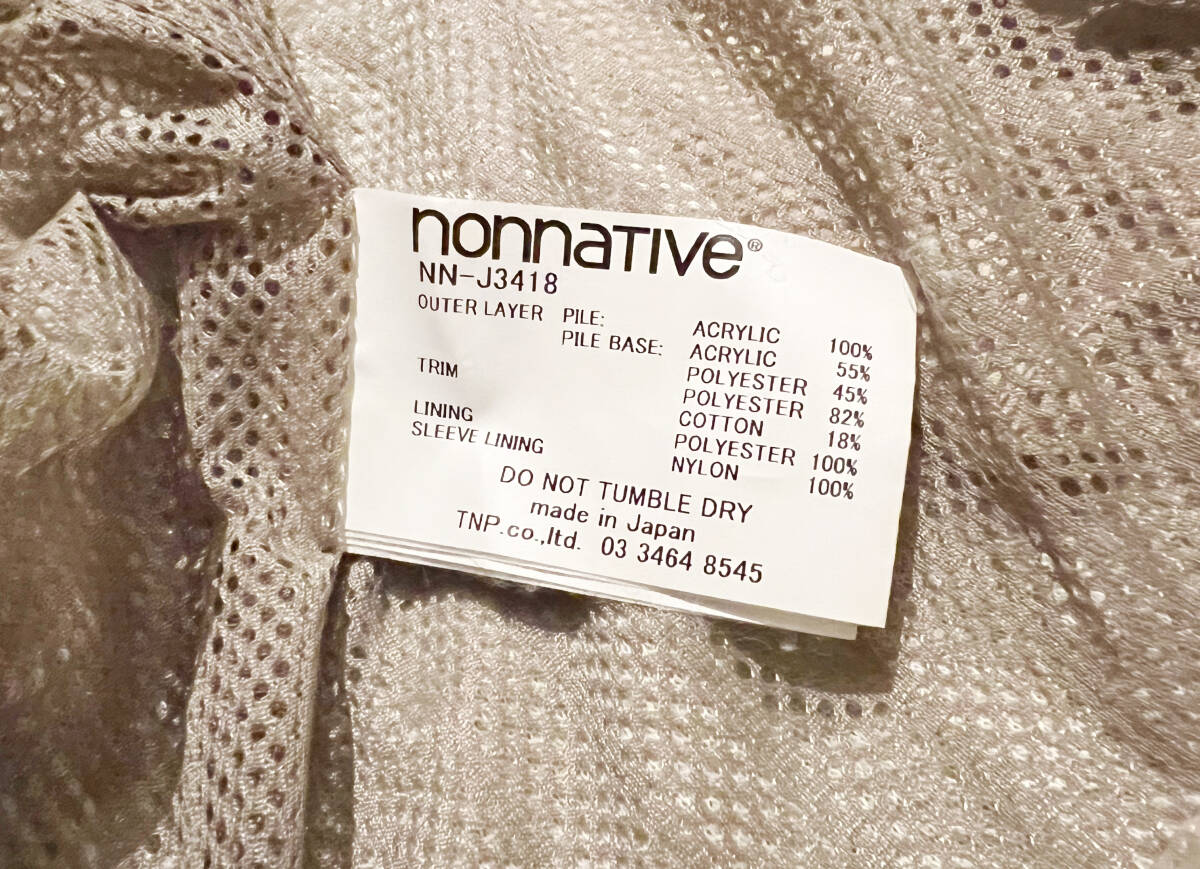 nonnative®
NN-J3418
OUTER LAYER PILE: ACRYLIC 100%
PILE BASE: ACRYLIC 55%
POLYESTER 45%
TRIM POLYESTER 82%
COTTON 18%
LINING POLYESTER 100%
SLEEVE LINING NYLON 100%
DO NOT TUMBLE DRY
made in Japan
TNP.co.,ltd. 03 3464 8545